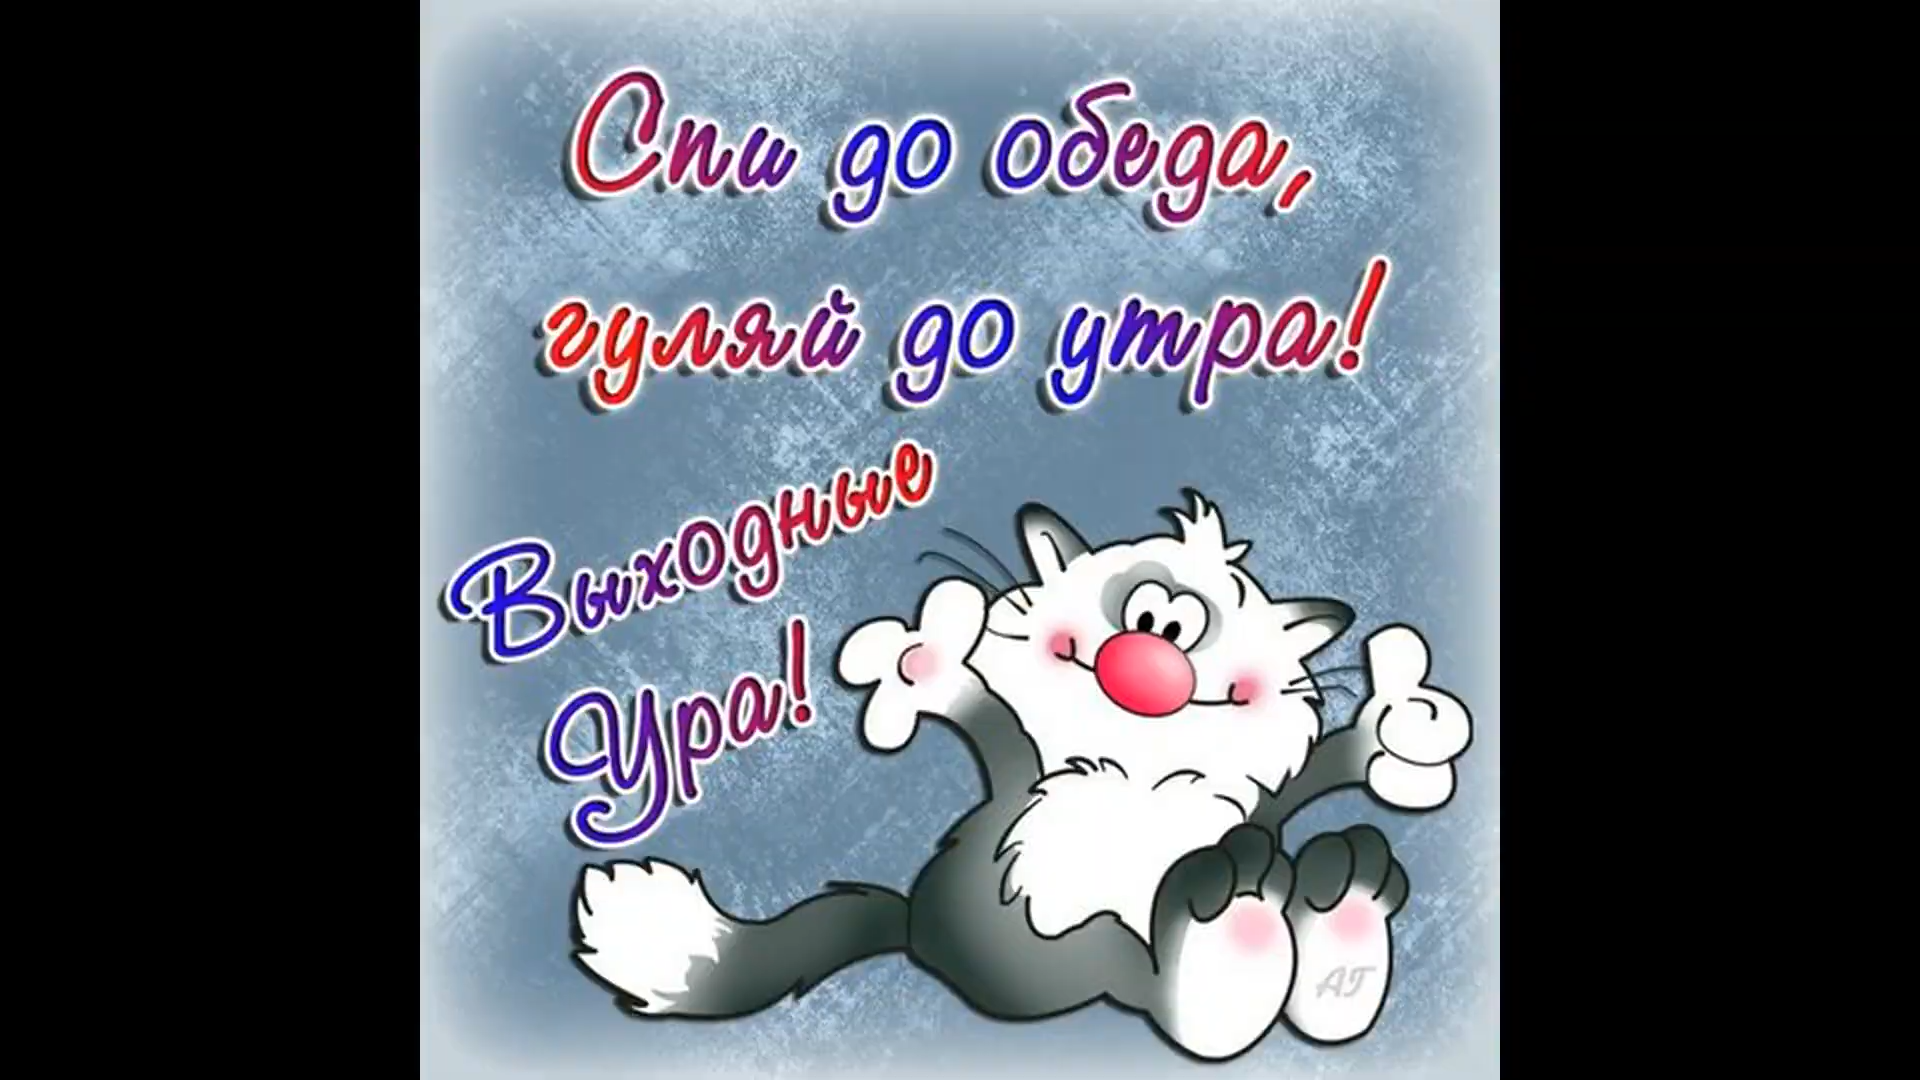 Спи до обеда,
гуляй до утра!
Выходные
Ура!
АГ